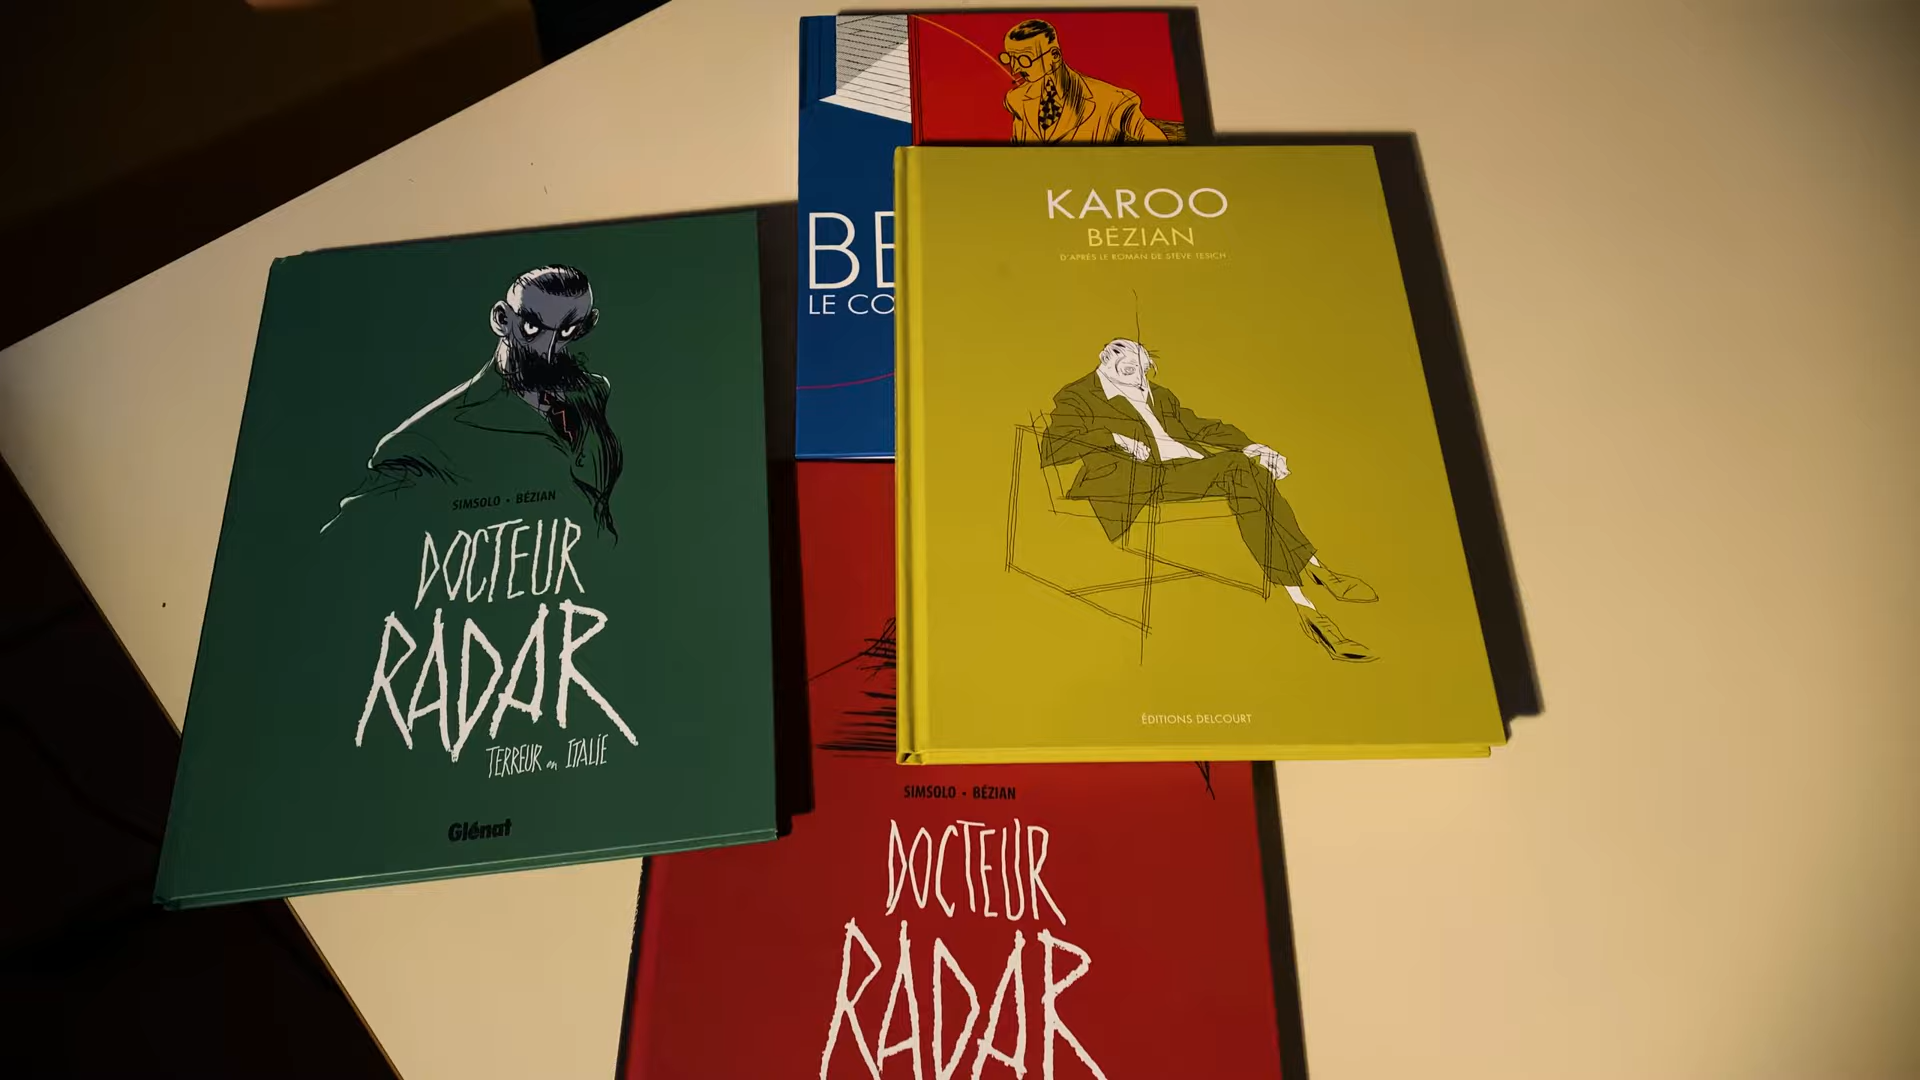 SIMSOLO • BÉZIAN
DOCTEUR
RADAR
TERREUR en ITALIE
Glénat
BE
LE CO
KAROO
BÉZIAN
D'APRÈS LE ROMAN DE STEVE TESICH
ÉDITIONS DELCOURT
SIMSOLO • BÉZIAN
DOCTEUR
RADAR